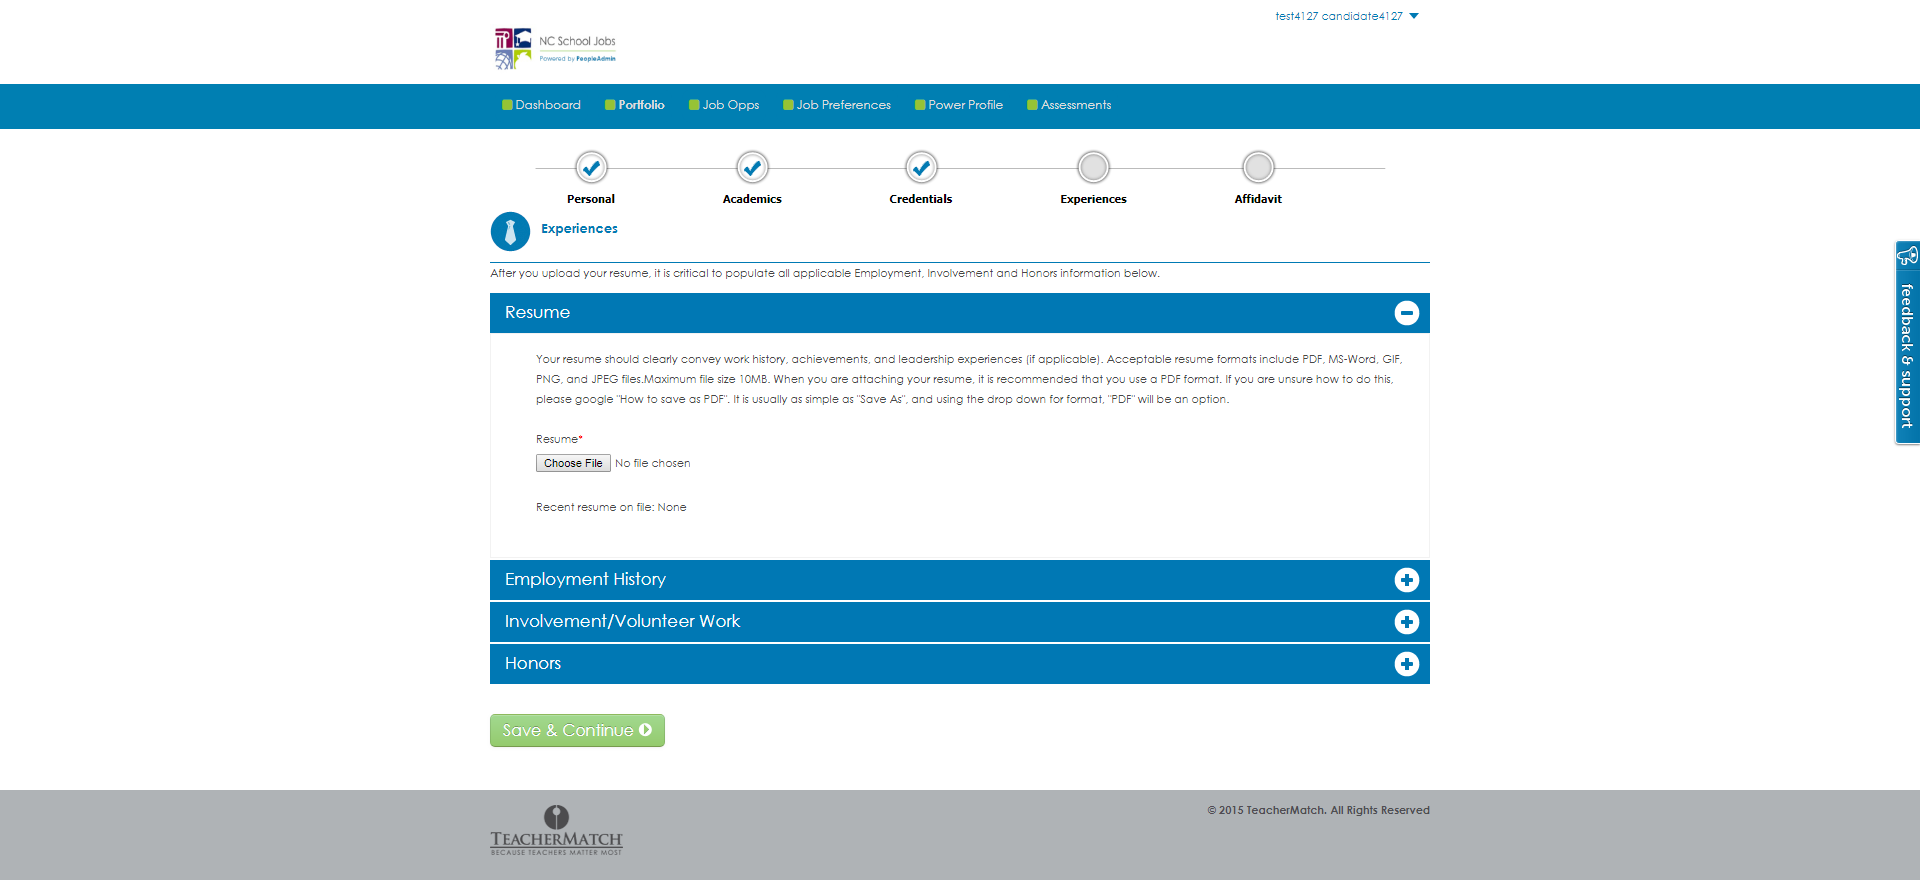 test4127 candidate4127
NC School Jobs
Powered by PeopleAdmin
Dashboard Portfolio Job Opps Job Preferences Power Profile Assessments
Personal Academics Credentials Experiences Affidavit
Experiences
After you upload your resume, it is critical to populate all applicable Employment, Involvement and Honors information below.
Resume
Your resume should clearly convey work history, achievements, and leadership experiences (if applicable). Acceptable resume formats include PDF, MS-Word, GIF,
PNG, and JPEG files.Maximum file size 10MB. When you are attaching your resume, it is recommended that you use a PDF format. If you are unsure how to do this,
please google "How to save as PDF". It is usually as simple as "Save As", and using the drop down for format, "PDF" will be an option.
Resume*
Choose File No file chosen
Recent resume on file: None
Employment History
Involvement/Volunteer Work
Honors
Save & Continue
feedback & support
© 2015 TeacherMatch. All Rights Reserved
TEACHERMATCH
BECAUSE TEACHERS MATTER MOST